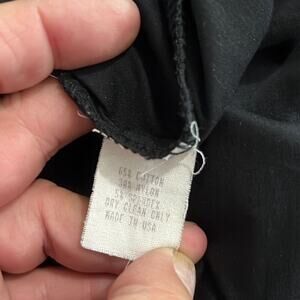 65% COTTON
30% NYLON
5% SPANDEX
DRY CLEAN ONLY
MADE IN USA